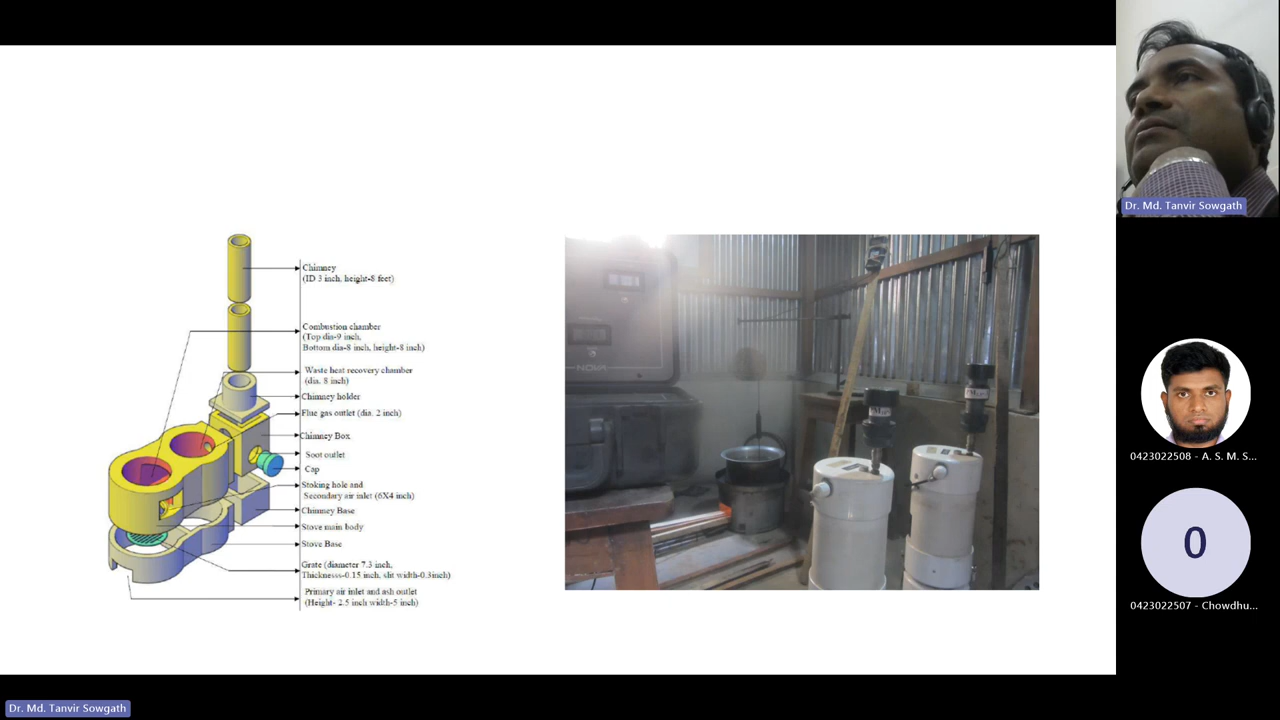 Chimney
(ID 3 inch, height-8 feet)
Combustion chamber
(Top dia-9 inch,
Bottom dia-8 inch, height-8 inch)
Waste heat recovery chamber
(dia. 8 inch)
Chimney holder
Flue gas outlet (dia. 2 inch)
Chimney Box
Soot outlet
Cap
Stoking hole and
Secondary air inlet (6X4 inch)
Chimney Base
Stove main body
Stove Base
Grate (diameter 7.3 inch,
Thicknesss-0.15 inch, slit width-0.3inch)
Primary air inlet and ash outlet
(Height- 2.5 inch width-5 inch)
NOVA
Dr. Md. Tanvir Sowgath
0423022508 - A. S. M. S...
0
0423022507 - Chowdhu...
Dr. Md. Tanvir Sowgath